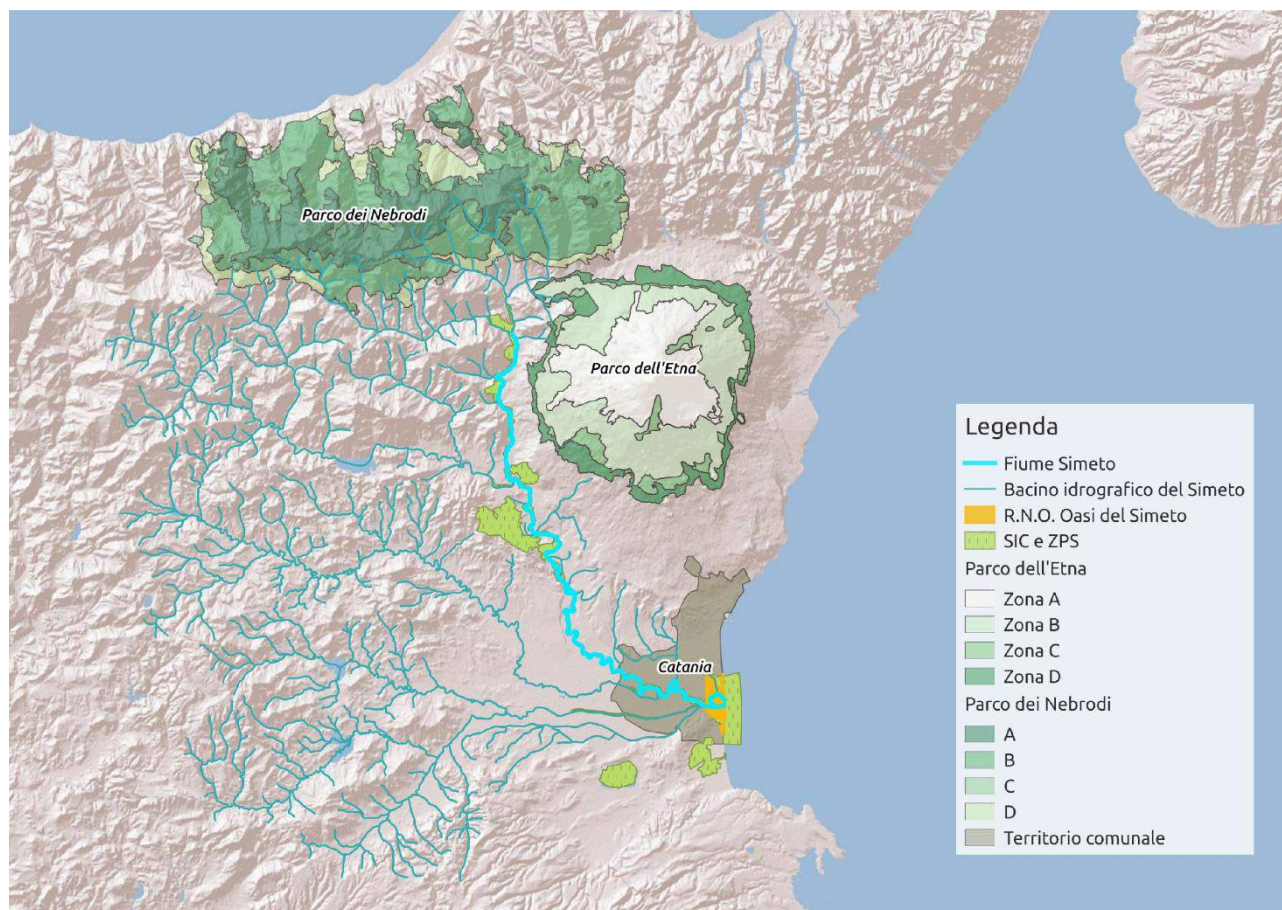 Parco dei Nebrodi
Parco dell'Etna
Catania
Legenda
Fiume Simeto
Bacino idrografico del Simeto
R.N.O. Oasi del Simeto
SIC e ZPS
Parco dell'Etna
Zona A
Zona B
Zona C
Zona D
Parco dei Nebrodi
A
B
C
D
Territorio comunale